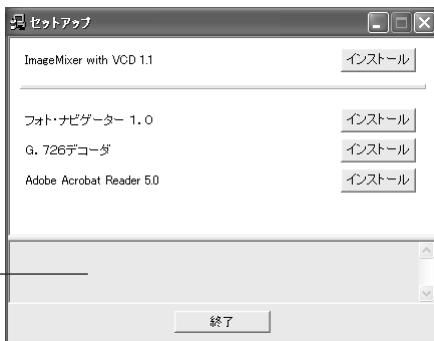 セットアップ
ImageMixer with VCD 1.1
インストール
フォト・ナビゲーター 1.0
インストール
G. 726デコーダ
インストール
Adobe Acrobat Reader 5.0
インストール
終了